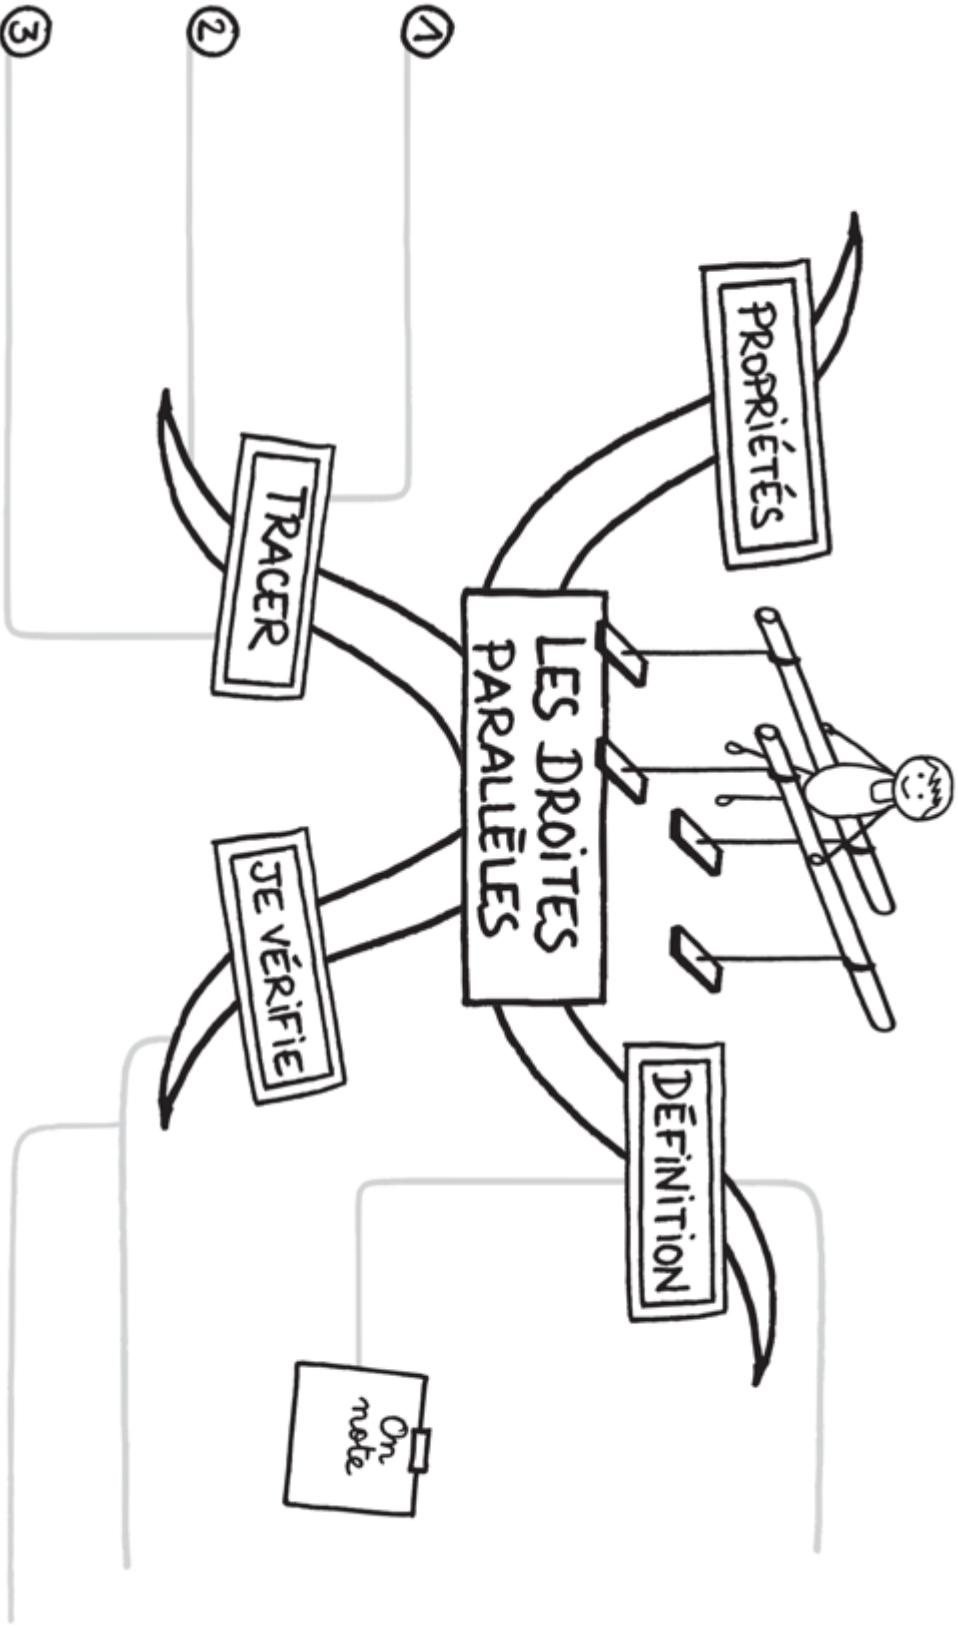 PROPRIÉTÉS
DÉFINITION
LES DROITES
PARALLÈLES
On
note
TRACER
JE VÉRIFIE
1
2
3